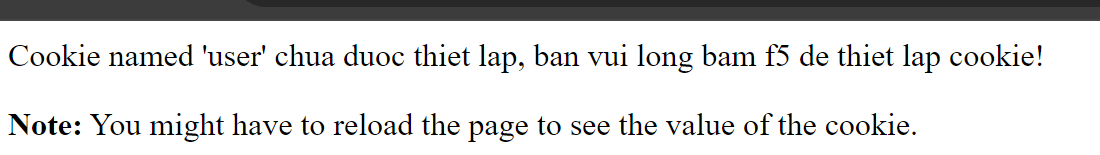 Cookie named 'user' chua duoc thiet lap, ban vui long bam f5 de thiet lap cookie!
Note: You might have to reload the page to see the value of the cookie.